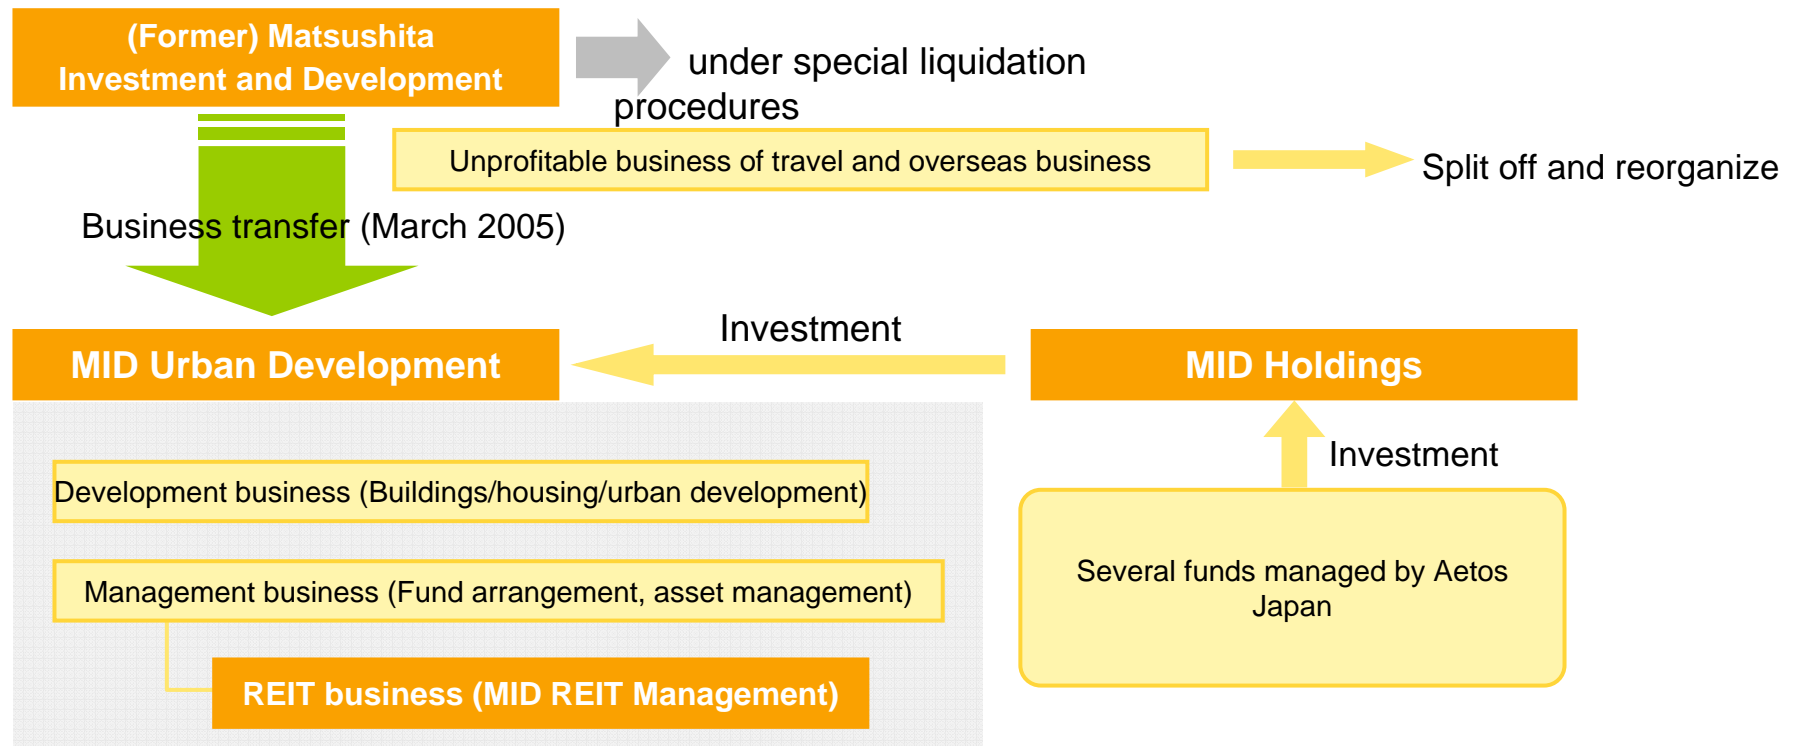 (Former) Matsushita
Investment and Development
under special liquidation
procedures
Unprofitable business of travel and overseas business
Split off and reorganize
Business transfer (March 2005)
MID Urban Development
Investment
MID Holdings
Investment
Development business (Buildings/housing/urban development)
Management business (Fund arrangement, asset management)
REIT business (MID REIT Management)
Several funds managed by Aetos
Japan